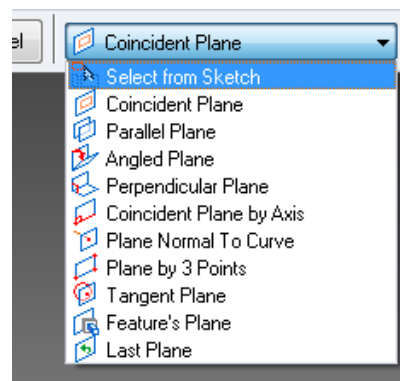 el
Coincident Plane
Select from Sketch
Coincident Plane
Parallel Plane
Angled Plane
Perpendicular Plane
Coincident Plane by Axis
Plane Normal To Curve
Plane by 3 Points
Tangent Plane
Feature's Plane
Last Plane